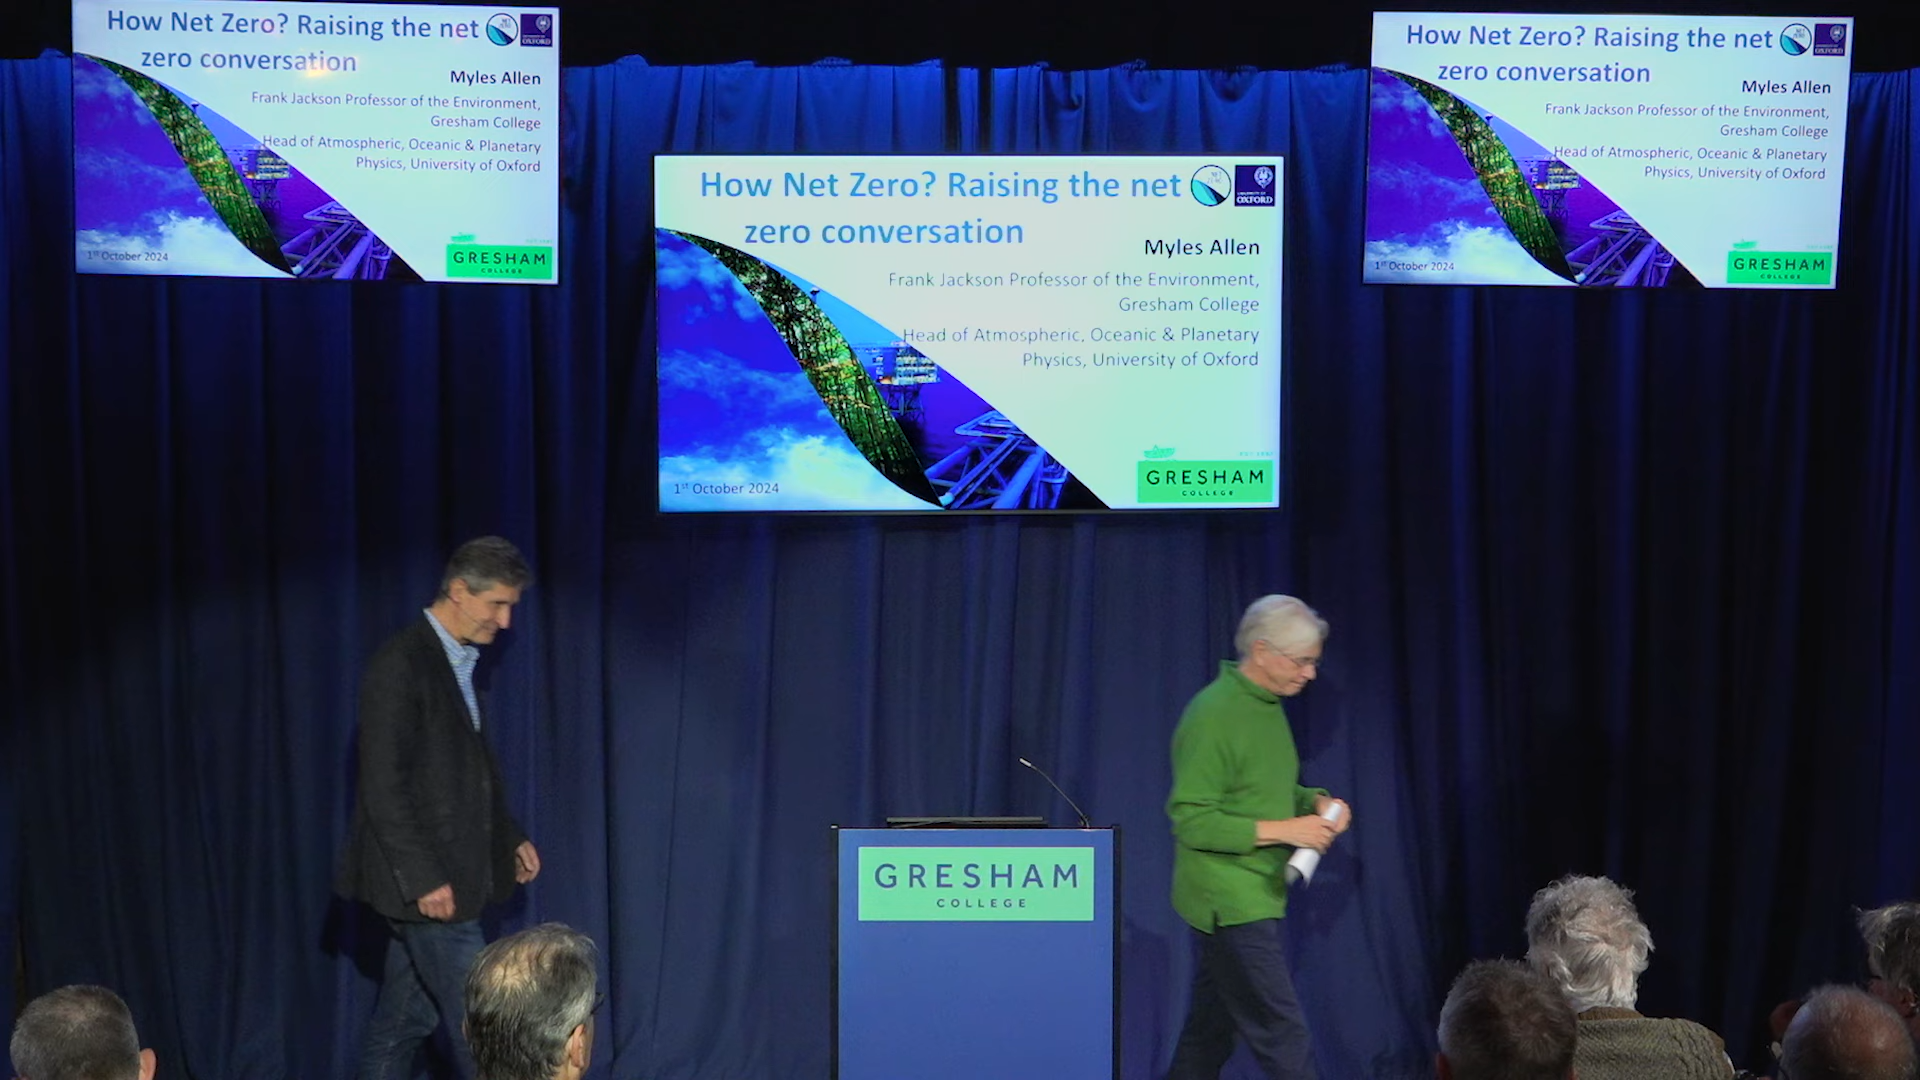 How Net Zero? Raising the net
zero conversation
Myles Allen
Frank Jackson Professor of the Environment,
Gresham College
Head of Atmospheric, Oceanic & Planetary
Physics, University of Oxford
1st October 2024
GRESHAM
COLLEGE
OXFORD
How Net Zero? Raising the net
zero conversation
OXFORD
Myles Allen
Frank Jackson Professor of the Environment,
Gresham College
Head of Atmospheric, Oceanic & Planetary
Physics, University of Oxford
1st October 2024
GRESHAM
COLLEGE
How Net Zero? Raising the net
zero conversation
OXFORD
Myles Allen
Frank Jackson Professor of the Environment,
Gresham College
Head of Atmospheric, Oceanic & Planetary
Physics, University of Oxford
1st October 2024
GRESHAM
COLLEGE
GRESHAM
COLLEGE